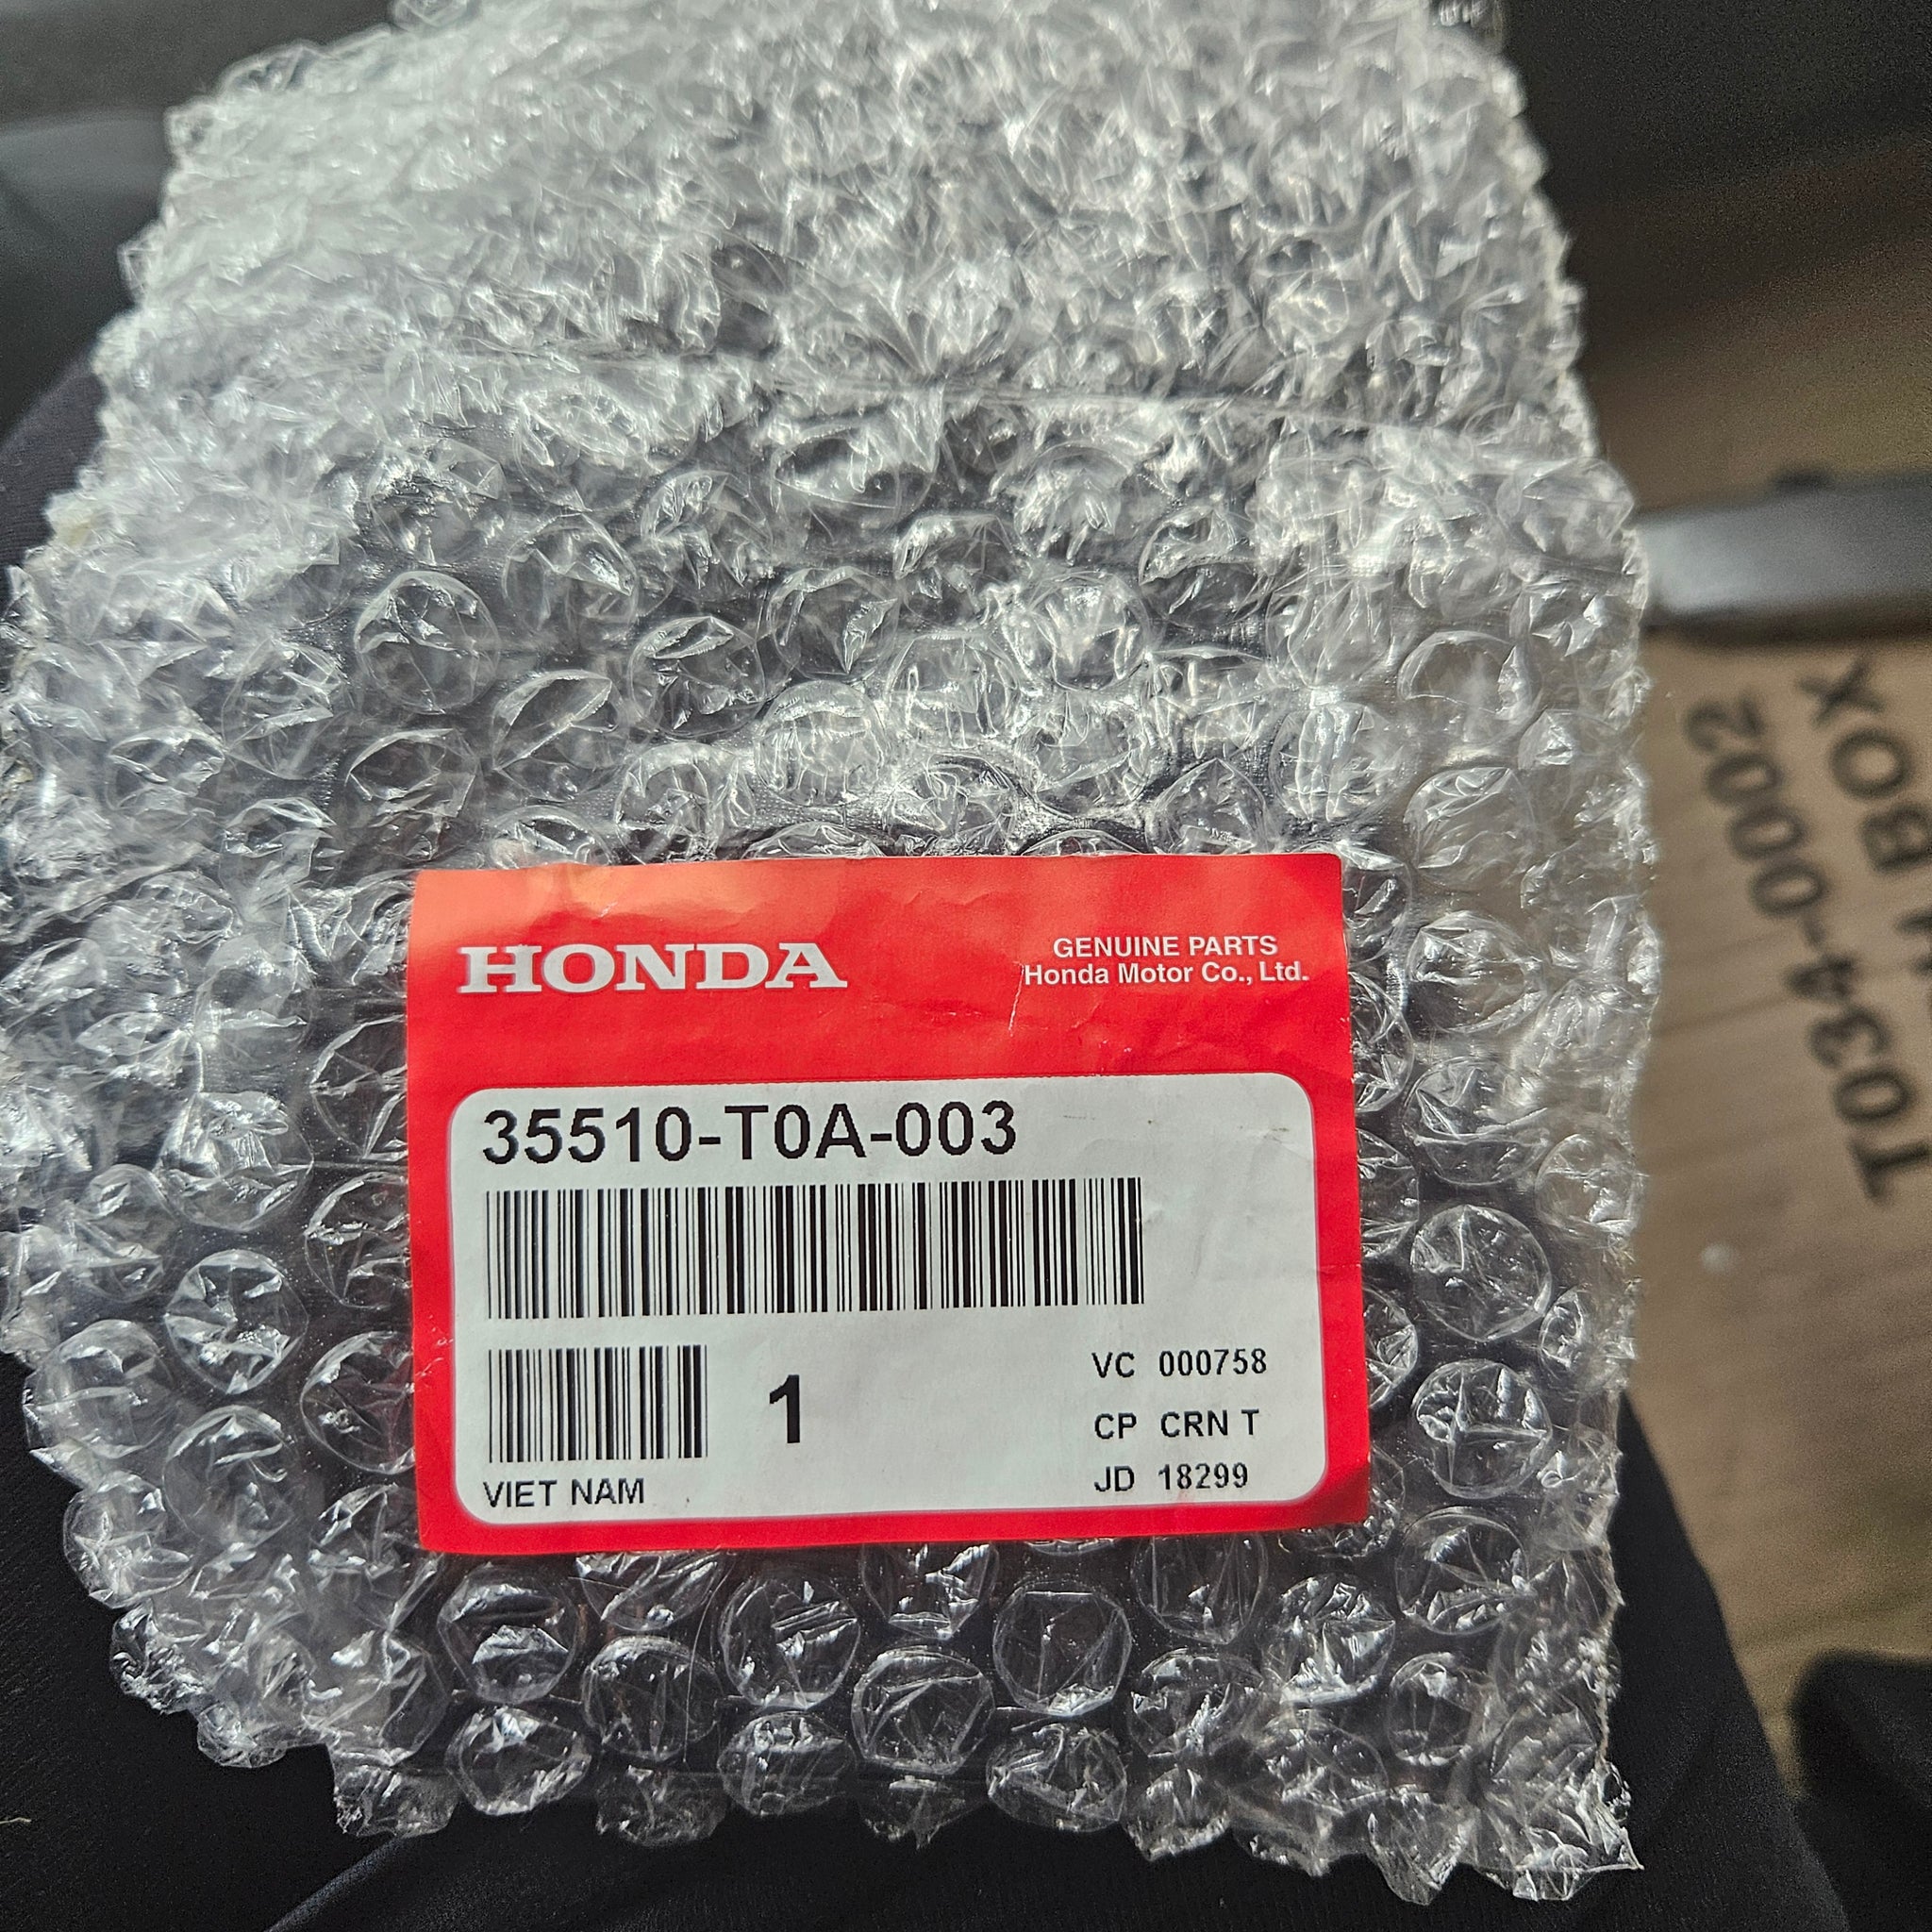 HONDA
GENUINE PARTS
Honda Motor Co., Ltd.
35510-T0A-003
1
VC 000758
CP CRN T
JD 18299
VIET NAM
T034-0002
BOX